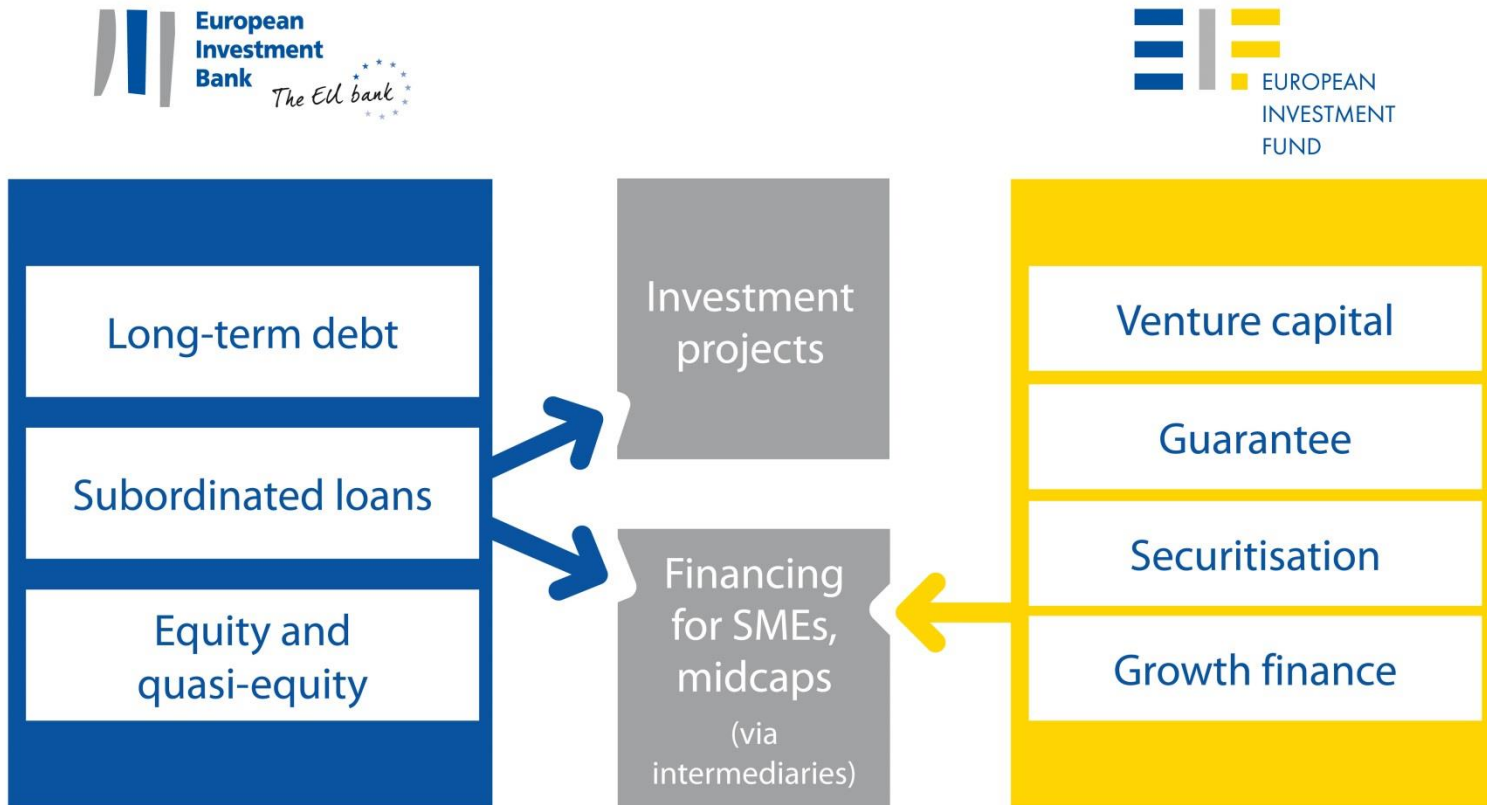 European
Investment
Bank
The EU bank
EIF
EUROPEAN
INVESTMENT
FUND
Long-term debt
Subordinated loans
Equity and
quasi-equity
Investment
projects
Financing
for SMEs,
midcaps
(via
intermediaries)
Venture capital
Guarantee
Securitisation
Growth finance